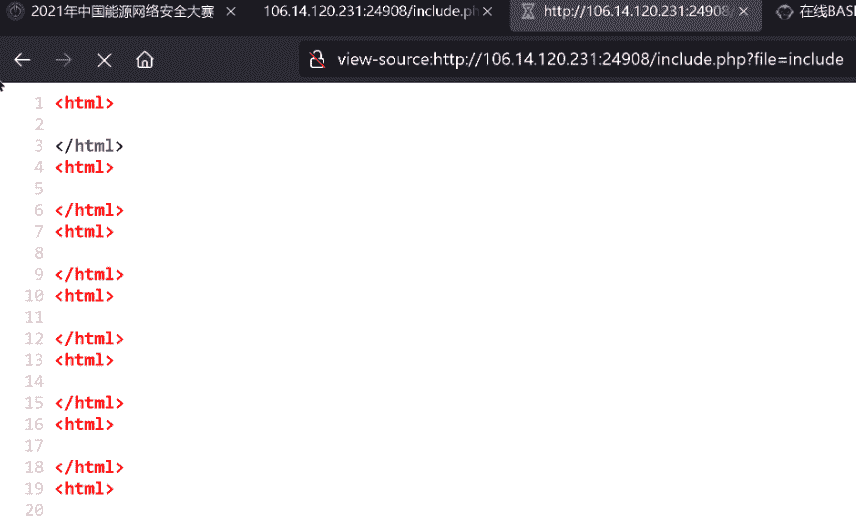 2021年中国能源网络安全大赛
106.14.120.231:24908/include.ph
http://106.14.120.231:24908/
在线BASI
view-source:http://106.14.120.231:24908/include.php?file=include
1 <html>
2
3 </html>
4 <html>
5
6 </html>
7 <html>
8
9 </html>
10 <html>
11
12 </html>
13 <html>
14
15 </html>
16 <html>
17
18 </html>
19 <html>
20